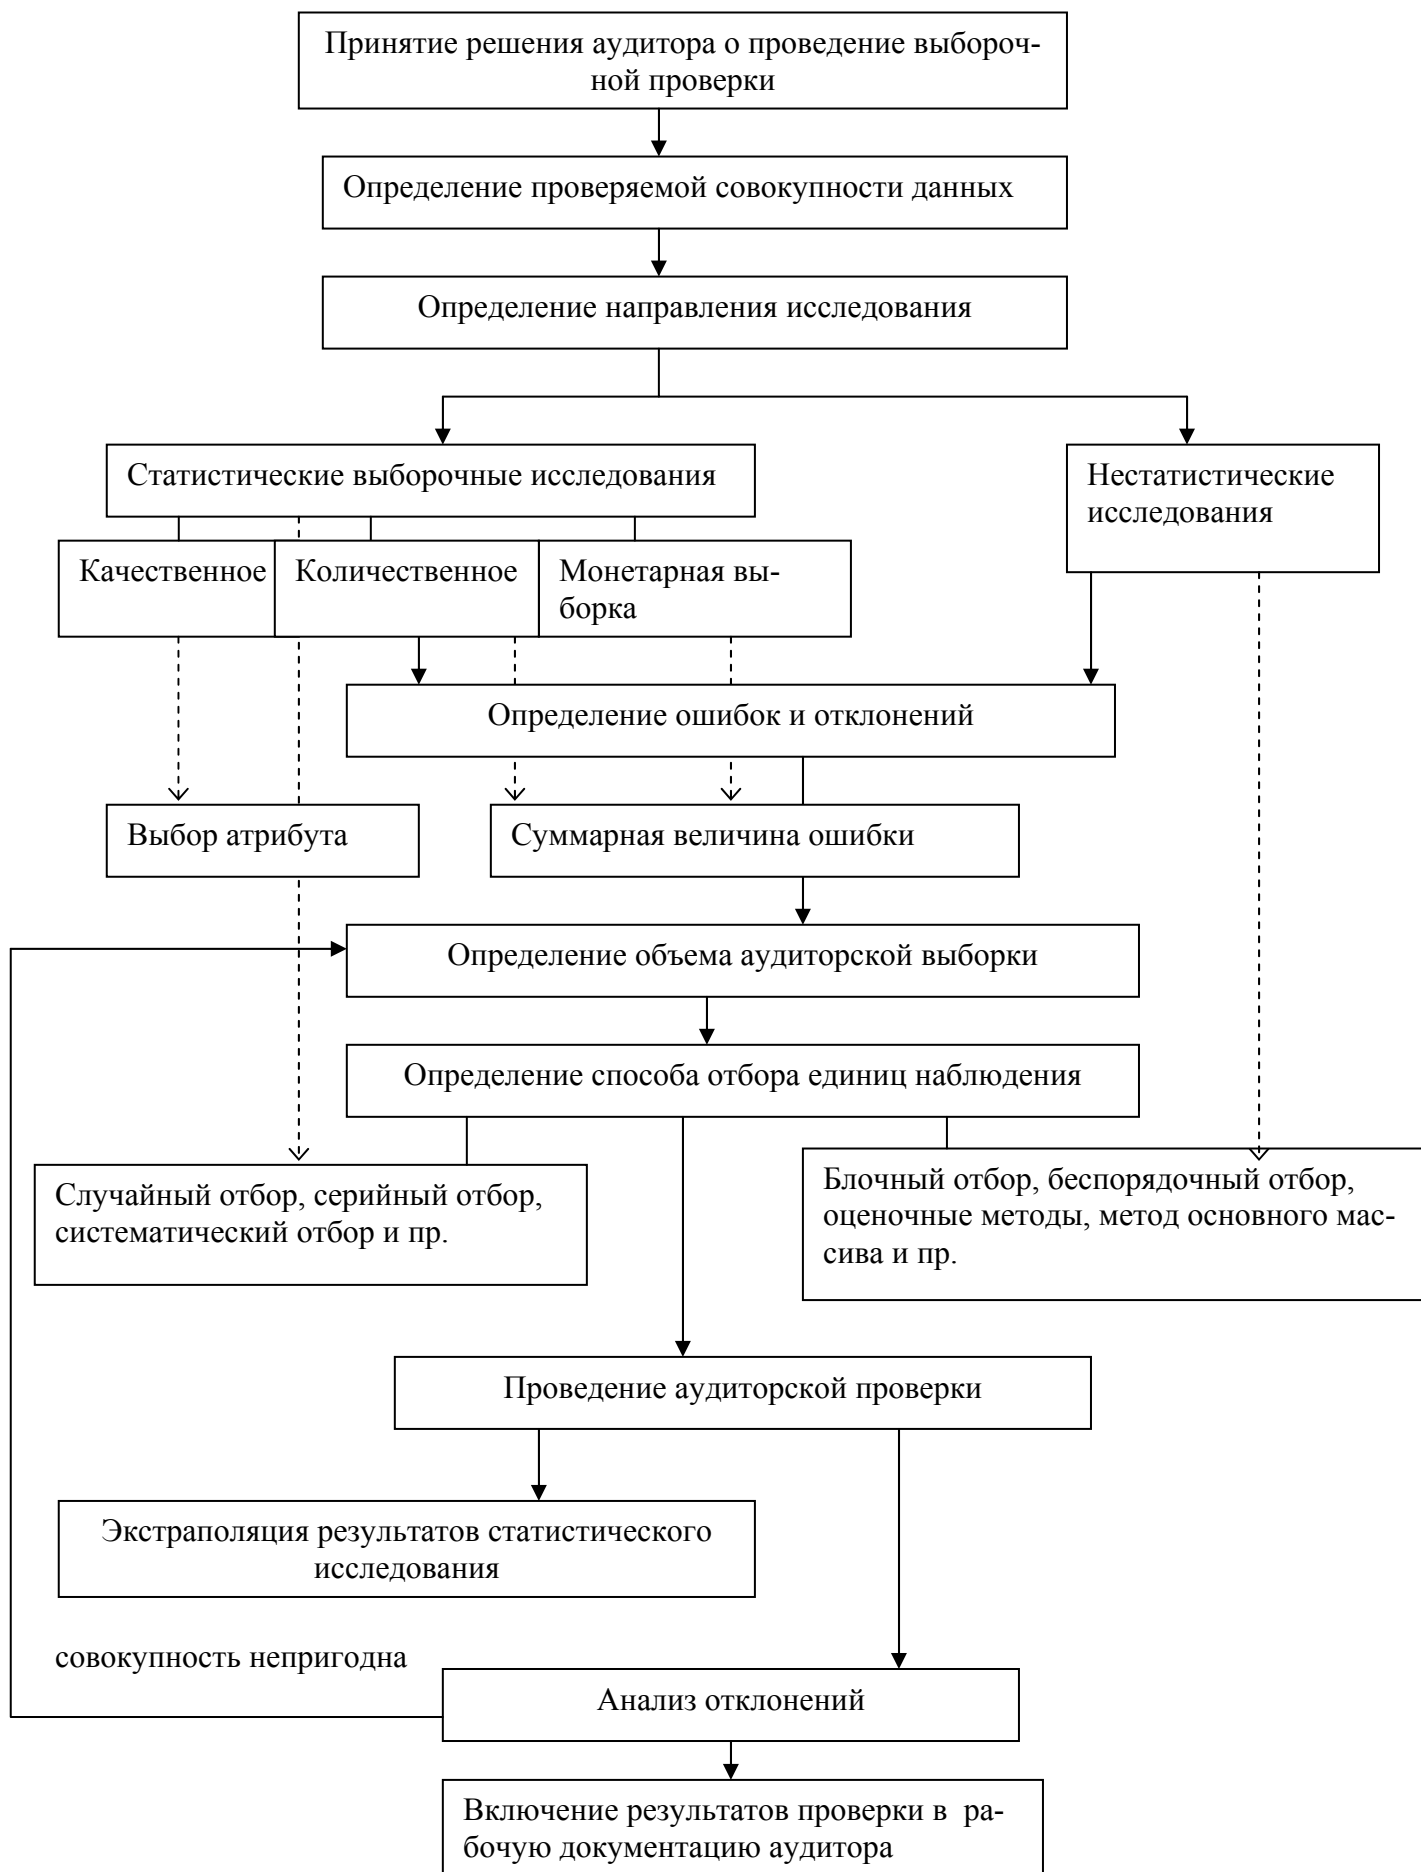 Принятие решения аудитора о проведение выбороч-
ной проверки
Определение проверяемой совокупности данных
Определение направления исследования
Статистические выборочные исследования
Нестатистические
исследования
Качественное
Количественное
Монетарная вы-
борка
Определение ошибок и отклонений
Выбор атрибута
Суммарная величина ошибки
Определение объема аудиторской выборки
Определение способа отбора единиц наблюдения
Случайный отбор, серийный отбор,
систематический отбор и пр.
Блочный отбор, беспорядочный отбор,
оценочные методы, метод основного мас-
сива и пр.
Проведение аудиторской проверки
Экстраполяция результатов статистического
исследования
совокупность непригодна
Анализ отклонений
Включение результатов проверки в ра-
бочую документацию аудитора